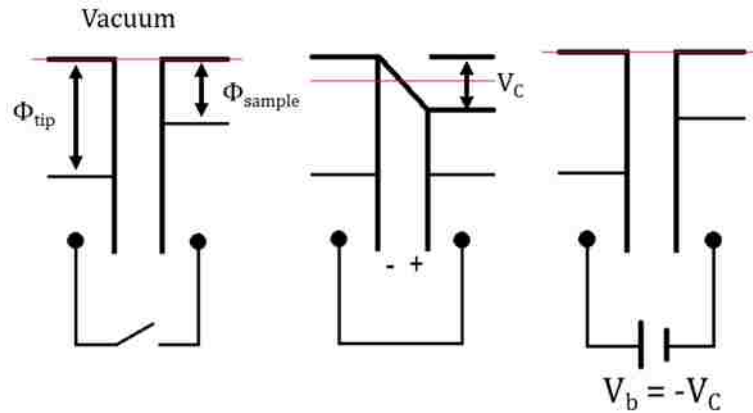 Vacuum
Φtip
Φsample
VC
- +
Vb = -VC